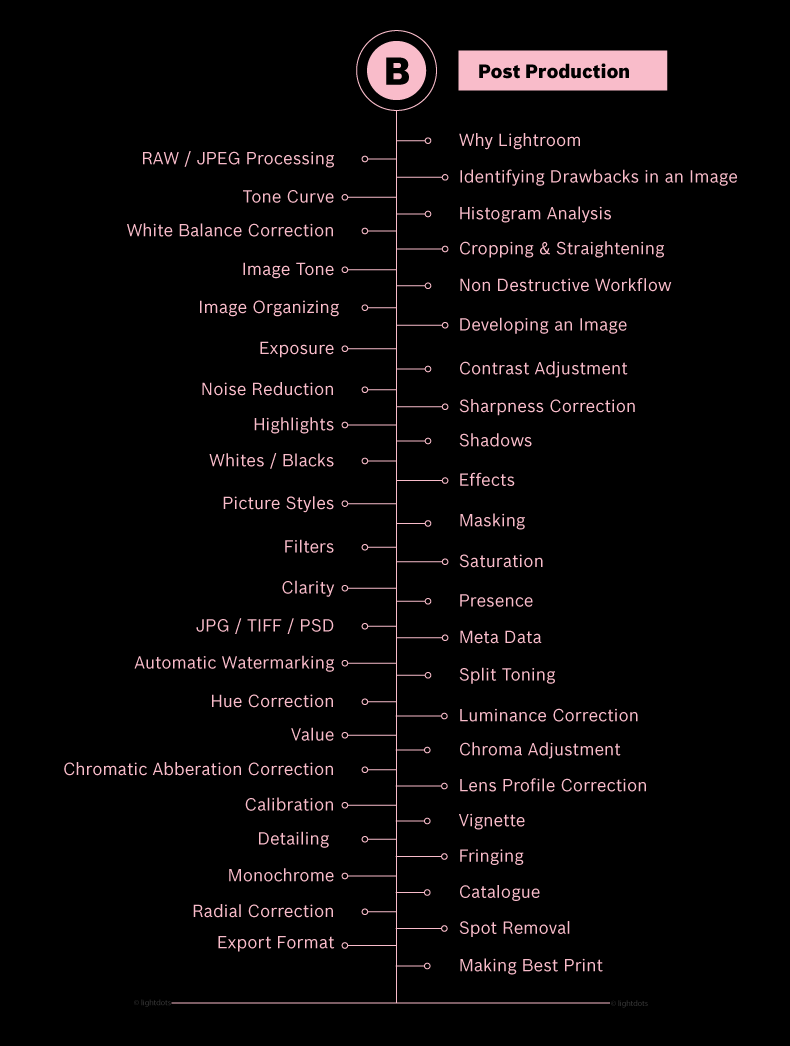 B
Post Production
Why Lightroom
RAW / JPEG Processing
Identifying Drawbacks in an Image
Tone Curve
Histogram Analysis
White Balance Correction
Cropping & Straightening
Image Tone
Non Destructive Workflow
Image Organizing
Developing an Image
Exposure
Contrast Adjustment
Noise Reduction
Sharpness Correction
Highlights
Shadows
Whites / Blacks
Effects
Picture Styles
Masking
Filters
Saturation
Clarity
Presence
JPG / TIFF / PSD
Meta Data
Automatic Watermarking
Split Toning
Hue Correction
Luminance Correction
Value
Chroma Adjustment
Chromatic Abberation Correction
Lens Profile Correction
Calibration
Vignette
Detailing
Fringing
Monochrome
Catalogue
Radial Correction
Spot Removal
Export Format
Making Best Print
© lightdots
© lightdots